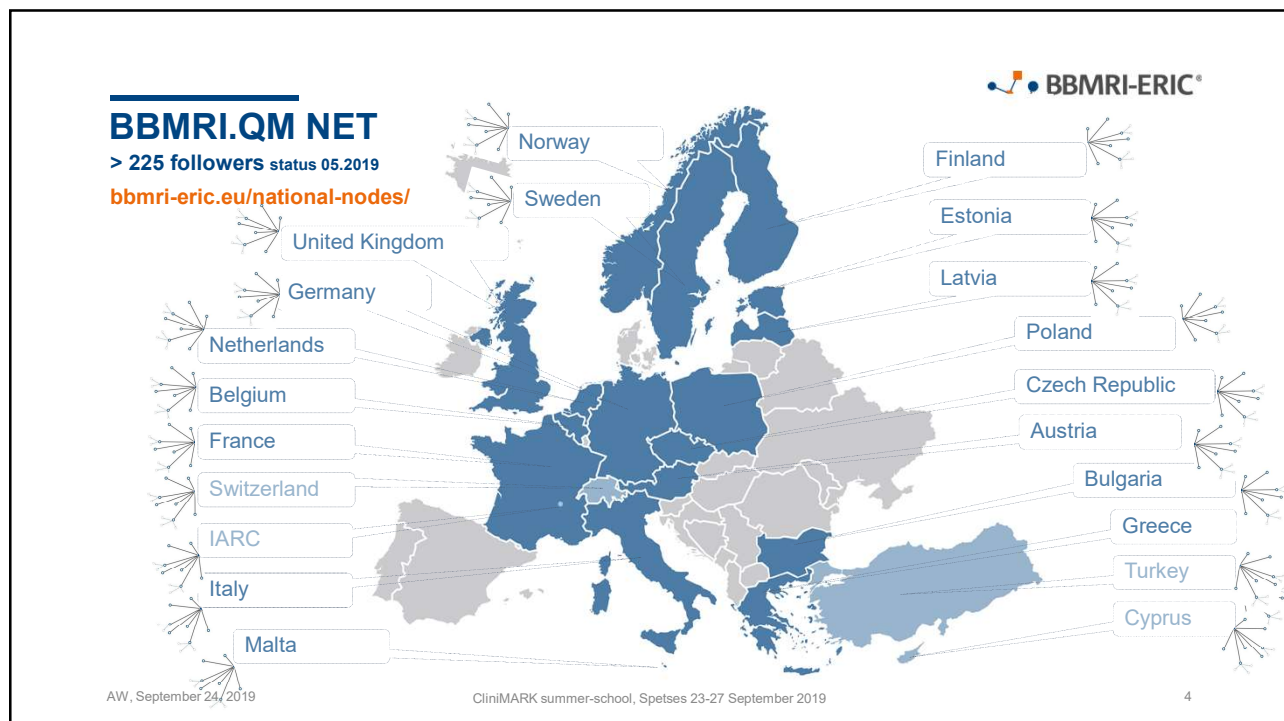 BBMRI-ERIC®
BBMRI.QM NET
> 225 followers status 05.2019
bbmri-eric.eu/national-nodes/
Norway
Sweden
United Kingdom
Germany
Netherlands
Belgium
France
Switzerland
IARC
Italy
Malta
Finland
Estonia
Latvia
Poland
Czech Republic
Austria
Bulgaria
Greece
Turkey
Cyprus
AW, September 24, 2019
CliniMARK summer-school, Spetses 23-27 September 2019
4